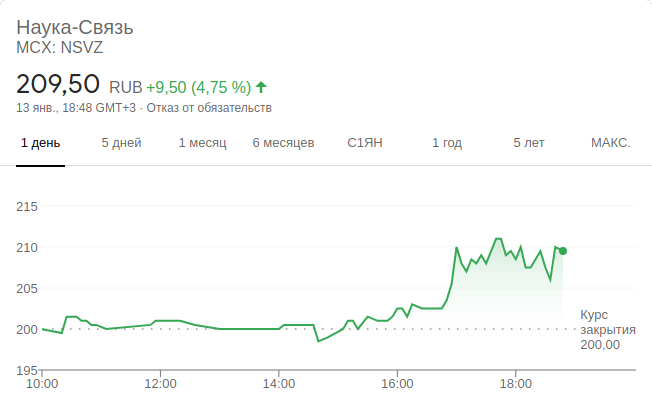 Наука-Связь
MCX: NSVZ
209,50 RUB +9,50 (4,75 %)
13 янв., 18:48 GMT+3 · Отказ от обязательств
1 день 5 дней 1 месяц 6 месяцев С1ЯН 1 год 5 лет МАКС.
215
210
205
200
195
Курс
закрытия
200,00
10:00 12:00 14:00 16:00 18:00